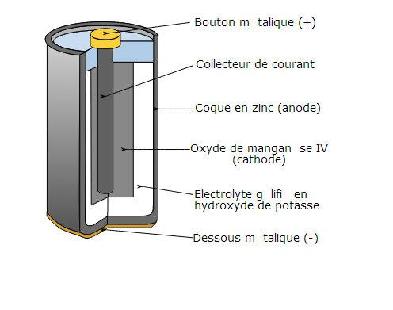 Bouton m talique (−)
Collecteur de courant
Coque en zinc (anode)
Oxyde de mangan se IV
(cathode)
Electrolyte g lifi en
hydroxyde de potasse
Dessous m talique (-)